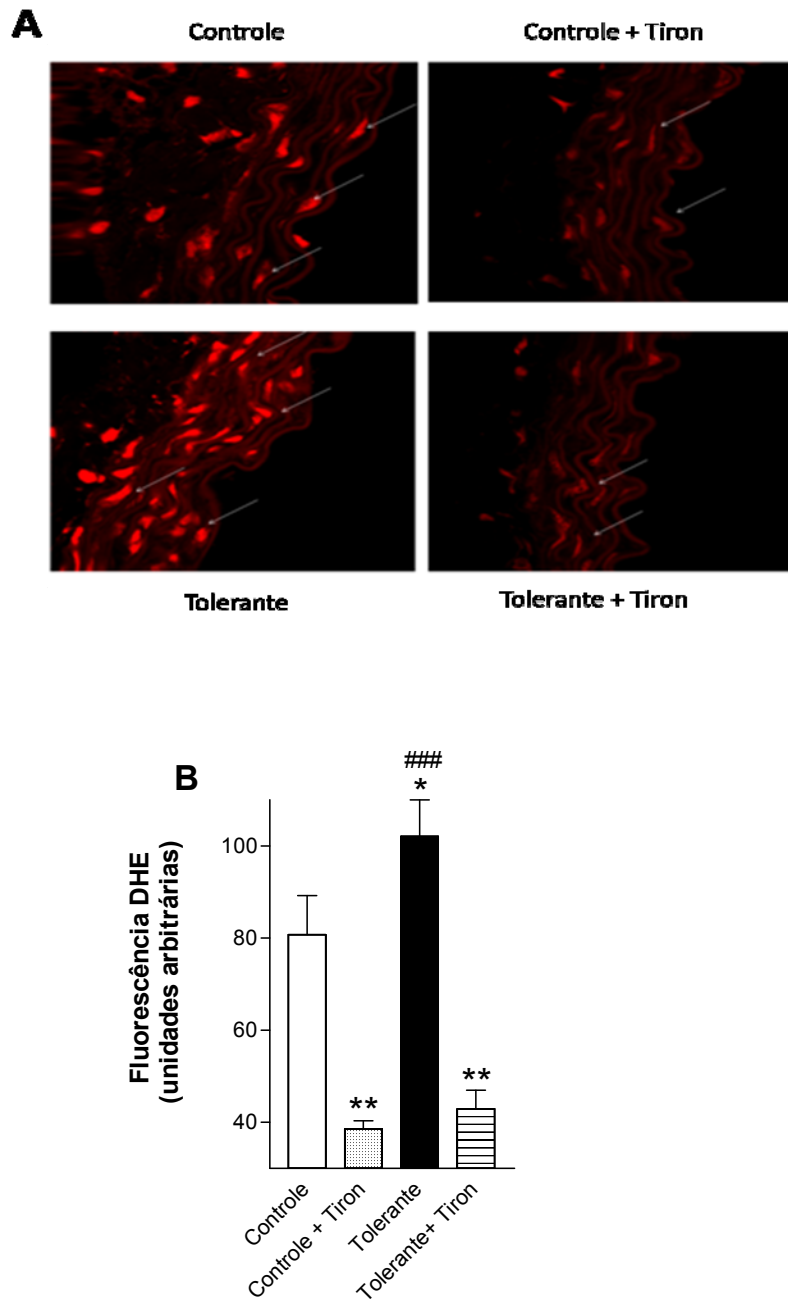 A
Controle
Controle + Tiron
Tolerante
Tolerante + Tiron
B
###
*
**
**
Fluorescência DHE
(unidades arbitrárias)
100
80
60
40
Controle
Controle + Tiron
Tolerante
Tolerante+ Tiron